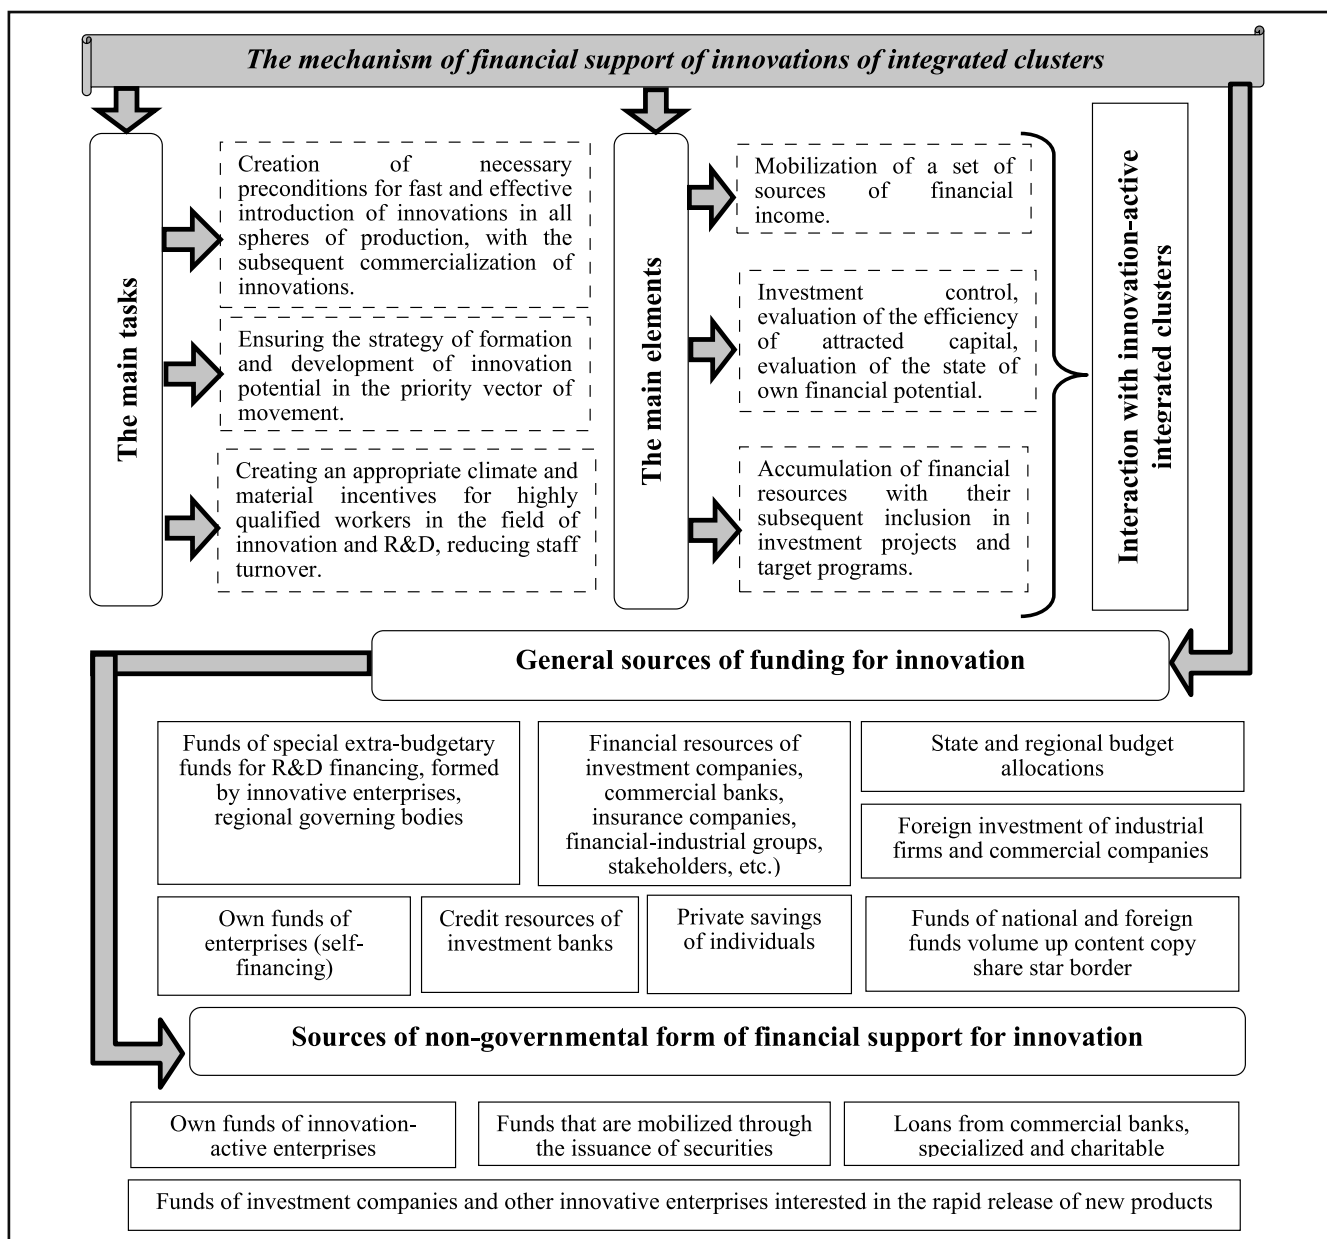 The mechanism of financial support of innovations of integrated clusters
The main tasks
Creation of necessary
preconditions for fast and effective
introduction of innovations in all
spheres of production, with the
subsequent commercialization of
innovations.
Ensuring the strategy of formation
and development of innovation
potential in the priority vector of
movement.
Creating an appropriate climate and
material incentives for highly
qualified workers in the field of
innovation and R&D, reducing staff
turnover.
The main elements
Mobilization of a set of
sources of financial
income.
Investment control,
evaluation of the efficiency
of attracted capital,
evaluation of the state of
own financial potential.
Accumulation of financial
resources with their
subsequent inclusion in
investment projects and
target programs.
Interaction with innovation-active
integrated clusters
General sources of funding for innovation
Funds of special extra-budgetary
funds for R&D financing, formed
by innovative enterprises,
regional governing bodies
Financial resources of
investment companies,
commercial banks,
insurance companies,
financial-industrial groups,
stakeholders, etc.)
State and regional budget
allocations
Foreign investment of industrial
firms and commercial companies
Own funds of
enterprises (self-
financing)
Credit resources of
investment banks
Private savings
of individuals
Funds of national and foreign
funds volume up content copy
share star border
Sources of non-governmental form of financial support for innovation
Own funds of innovation-
active enterprises
Funds that are mobilized through
the issuance of securities
Loans from commercial banks,
specialized and charitable
Funds of investment companies and other innovative enterprises interested in the rapid release of new products